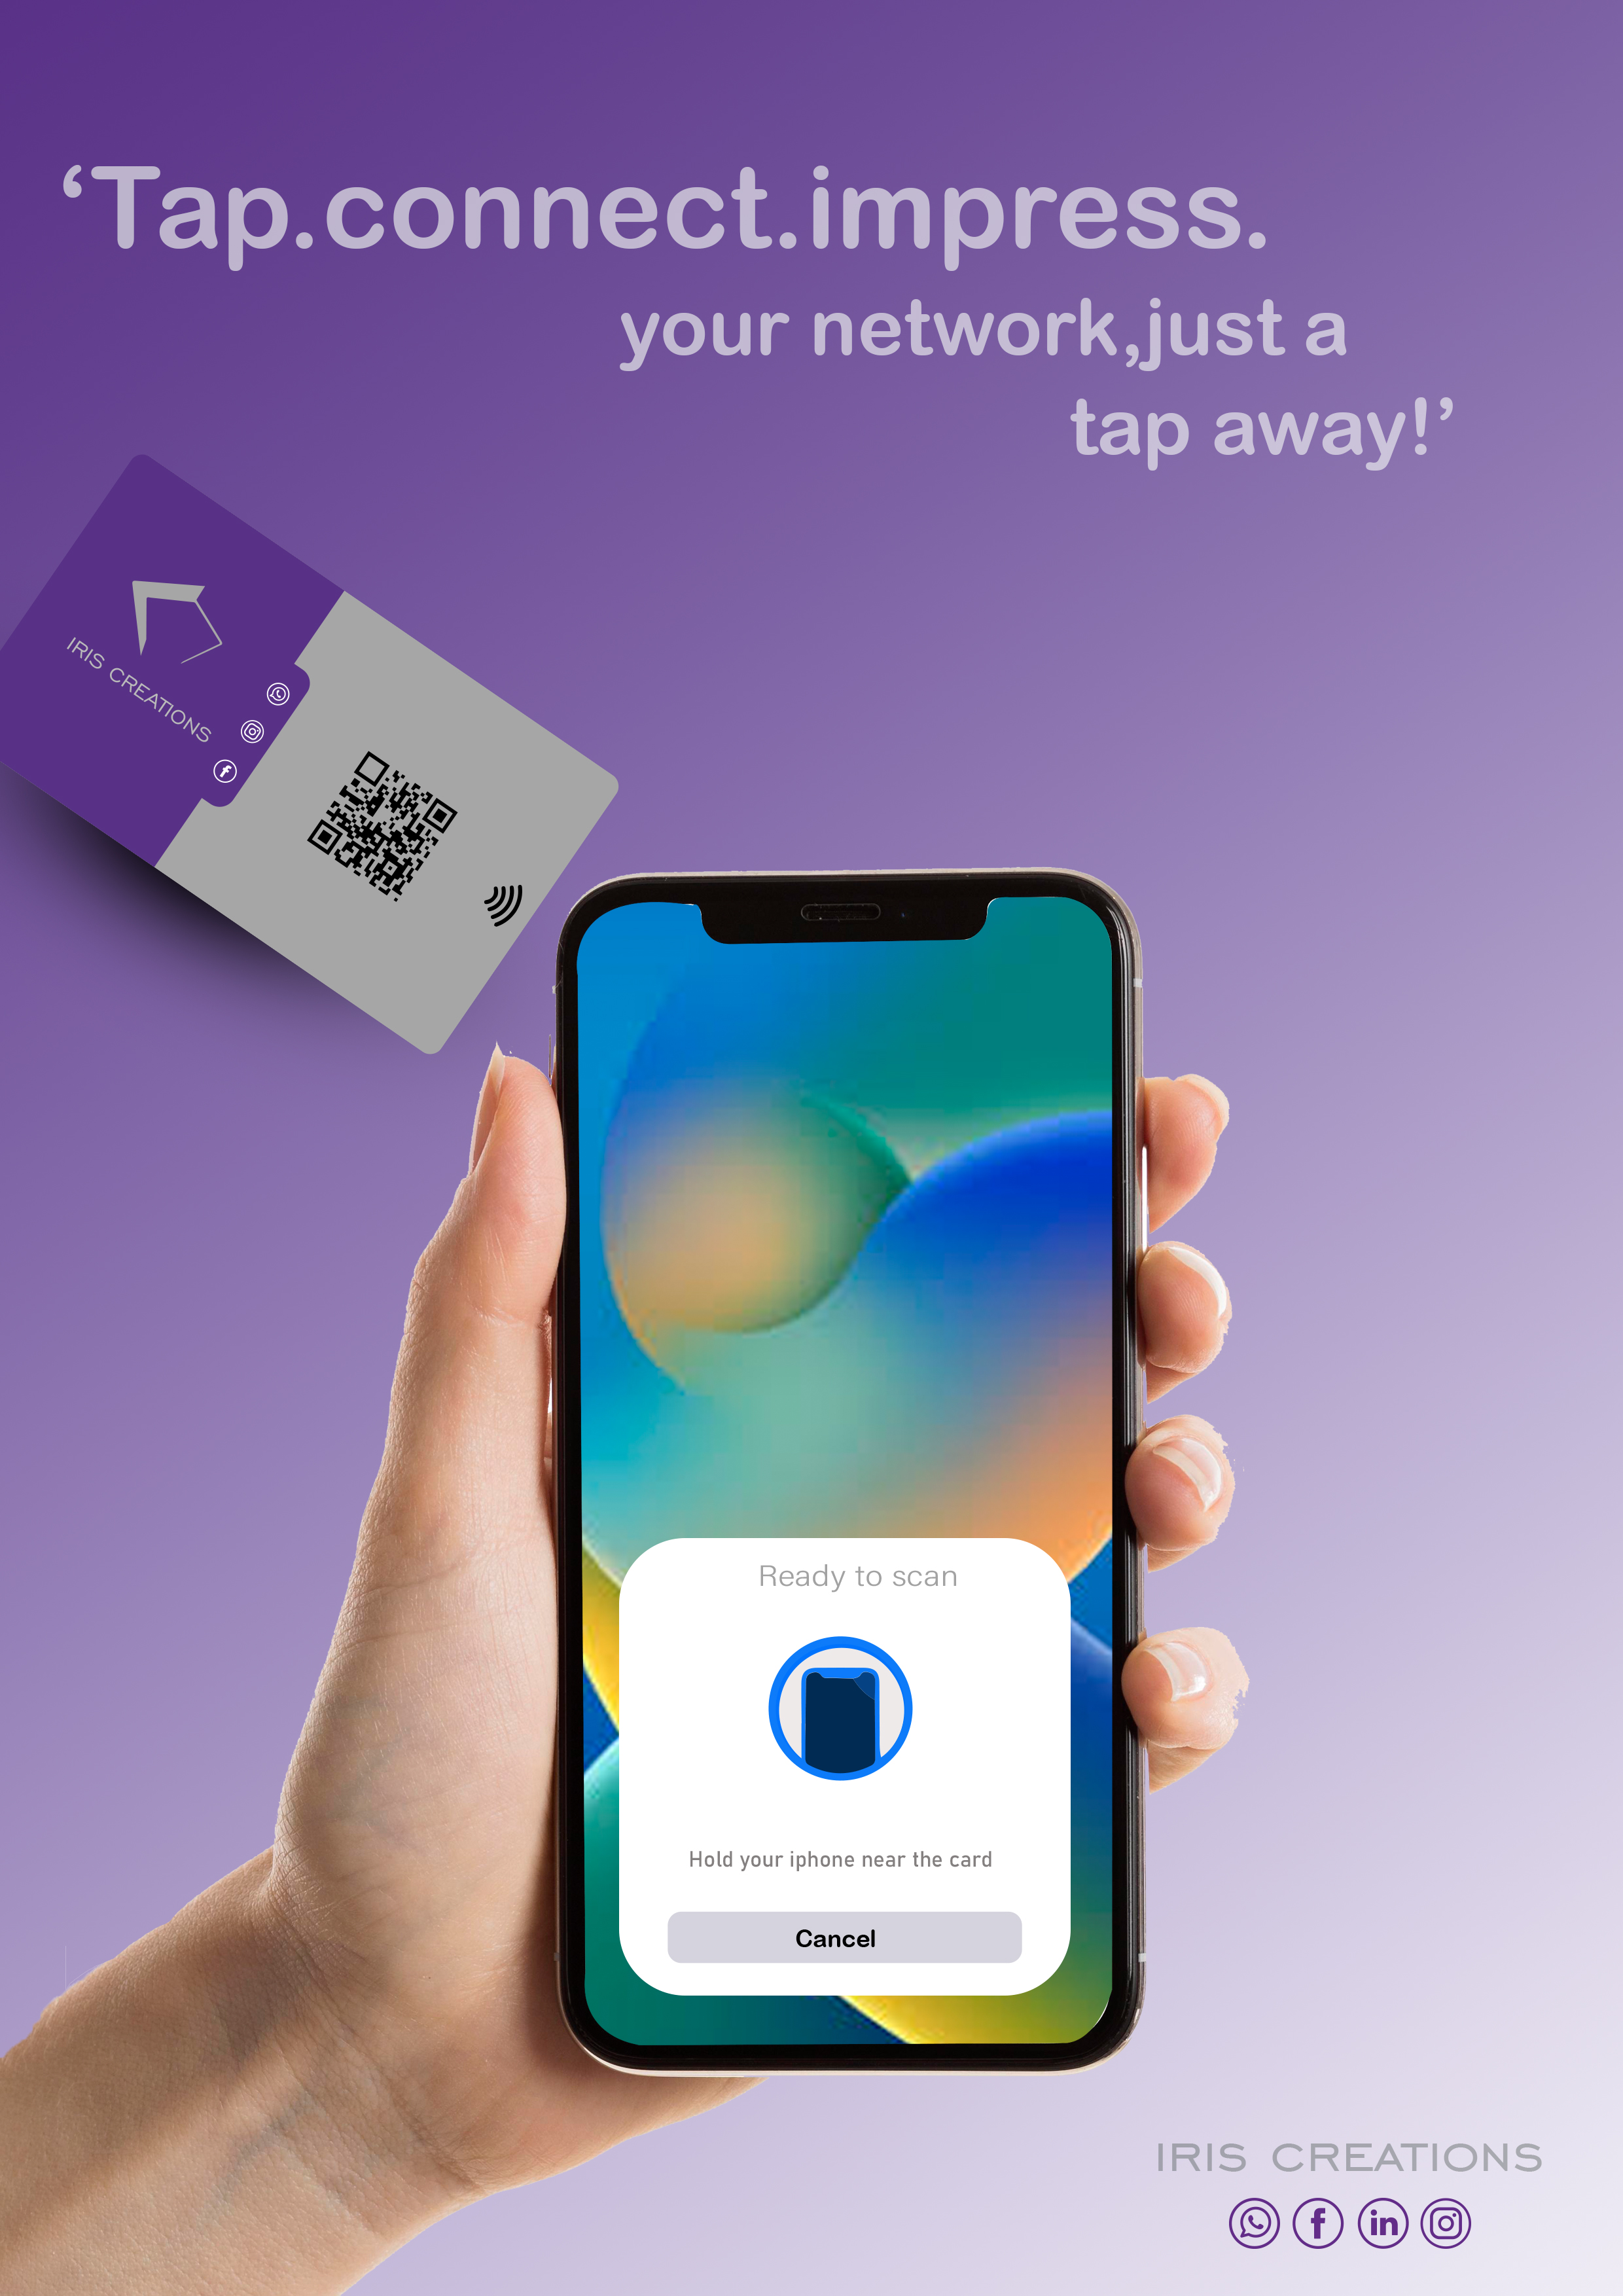 ‘Tap.connect.impress.
your network,just a
tap away!’
IRIS CREATIONS
Ready to scan
Hold your iphone near the card
Cancel
IRIS CREATIONS